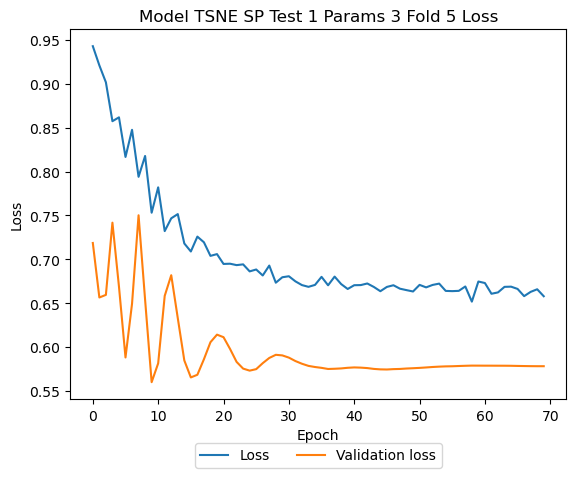 Model TSNE SP Test 1 Params 3 Fold 5 Loss
0.95
0.90
0.85
0.80
0.75
0.70
0.65
0.60
0.55
Loss
0 10 20 30 40 50 60 70
Epoch
Loss Validation loss